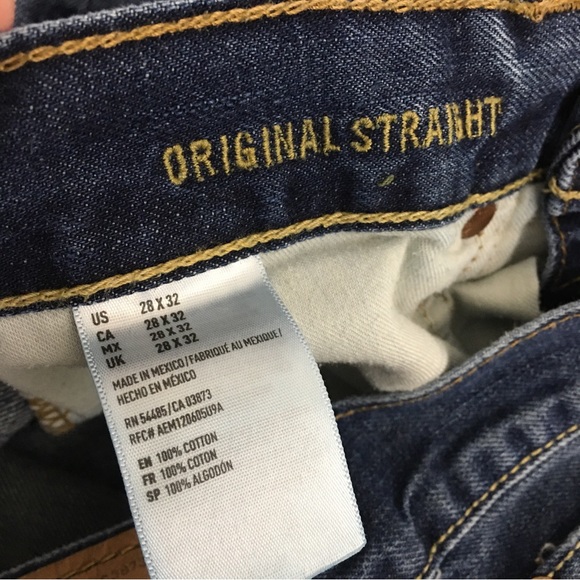 ORIGINAL STRAIGHT
US 28 X 32
CA 28 X 32
MX 28 X 32
UK 28 X 32
MADE IN MEXICO / FABRIQUÉ AU MEXIQUE /
HECHO EN MÉXICO
RN 54485 / CA 03873
RFC# AEM120605U9A
EN 100% COTTON
FR 100% COTON
SP 100% ALGODÓN